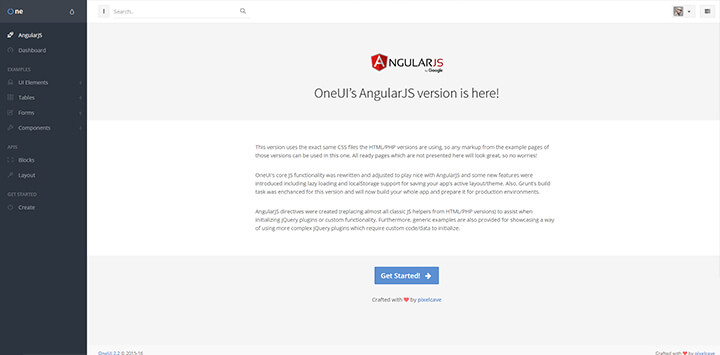 One
Search..
AngularJS
Dashboard
EXAMPLES
UI Elements
Tables
Forms
Components
APIS
Blocks
Layout
GET STARTED
Create
ANGULARJS
by Google
OneUI's AngularJS version is here!
This version uses the exact same CSS files the HTML/PHP versions are using, so any markup from the example pages of
those versions can be used in this one. All ready pages which are not presented here will look great, so no worries!
OneUI's core JS functionality was rewritten and adjusted to play nice with AngularJS and some new features were
introduced including lazy loading and localStorage support for saving your app's active layout/theme. Also, Grunt's build
task was enchanced for this version and will now build your whole app and prepare it for production environments.
AngularJS directives were created (replacing almost all classic JS helpers from HTML/PHP versions) to assist when
initializing jQuery plugins or custom functionality. Furthermore, generic examples are also provided for showcasing a way
of using more complex jQuery plugins which require custom code/data to initialize.
Get Started!
Crafted with ❤ by pixelcave
OneUI 2.2 © 2015-16
Crafted with ❤ by pixelcave